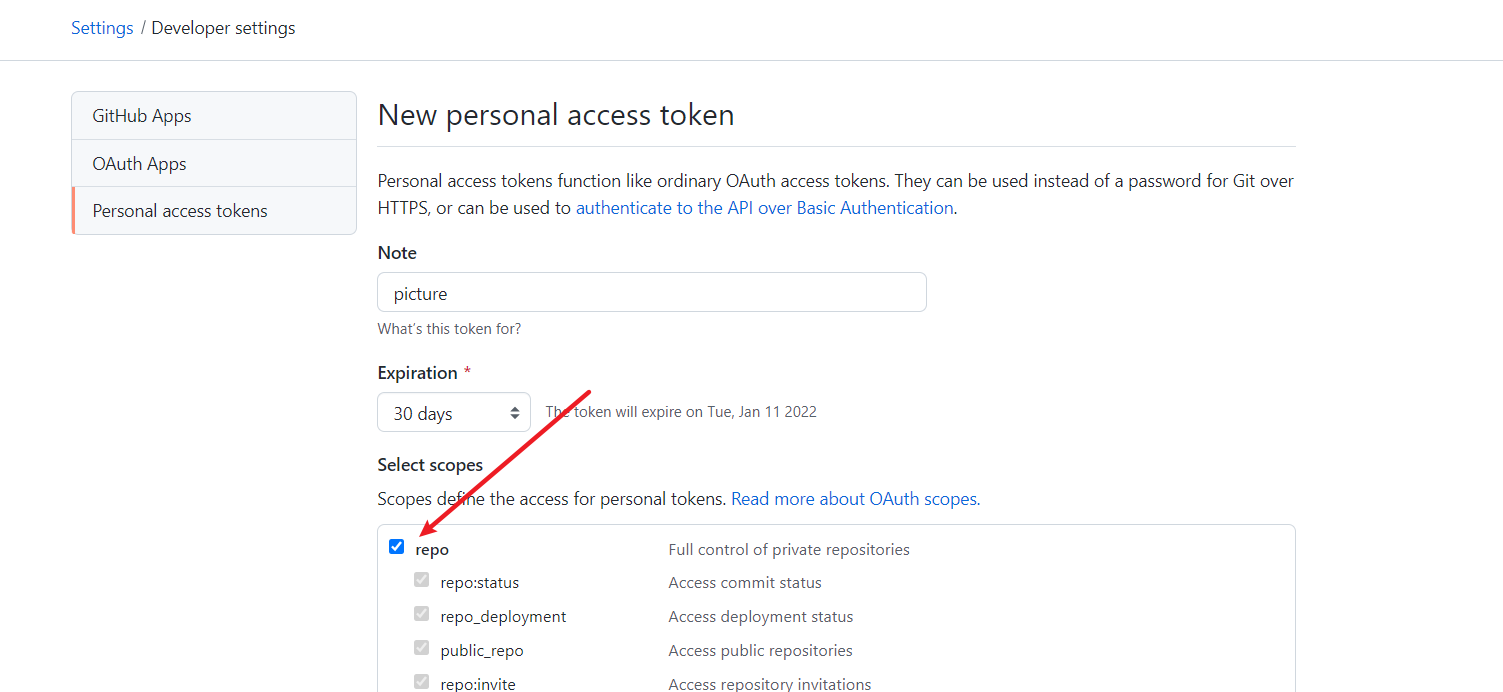 Settings / Developer settings
GitHub Apps
OAuth Apps
Personal access tokens
New personal access token
Personal access tokens function like ordinary OAuth access tokens. They can be used instead of a password for Git over
HTTPS, or can be used to authenticate to the API over Basic Authentication.
Note
picture
What's this token for?
Expiration *
30 days The token will expire on Tue, Jan 11 2022
Select scopes
Scopes define the access for personal tokens. Read more about OAuth scopes.
repo Full control of private repositories
repo:status Access commit status
repo_deployment Access deployment status
public_repo Access public repositories
repo:invite Access repository invitations